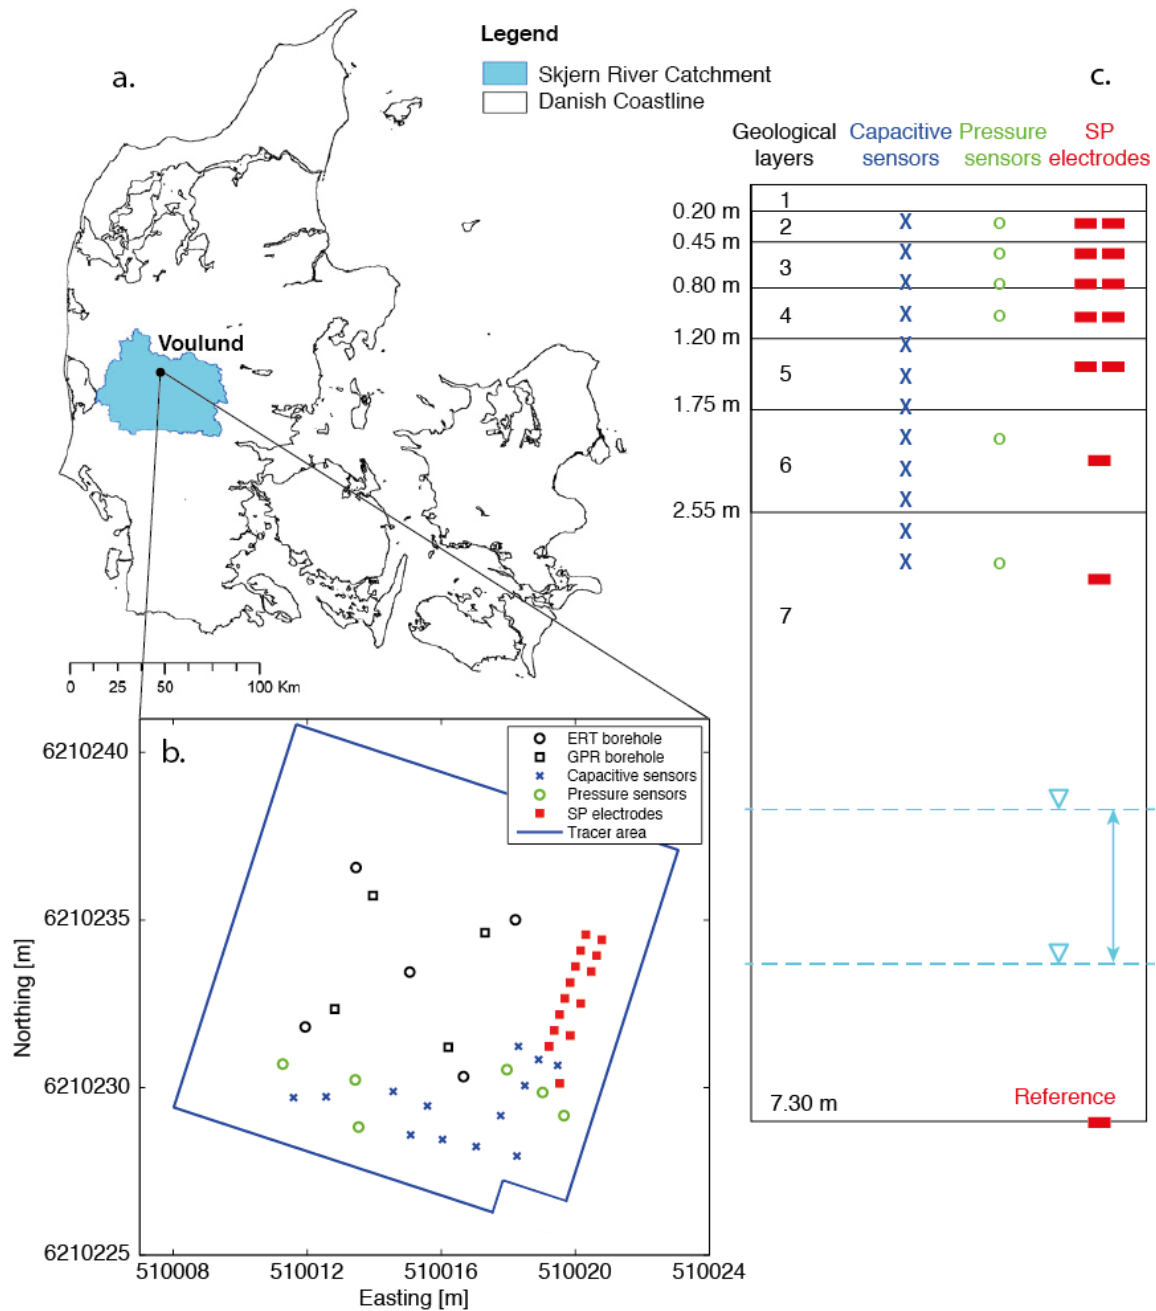 Legend
a.
Skjern River Catchment
Danish Coastline
c.
Geological layers
Capacitive sensors
Pressure sensors
SP electrodes
1
0.20 m
2
X o
0.45 m
X o
3
0.80 m
X o
4
X o
1.20 m
X
5
X
1.75 m
X
X o
6
X
X
2.55 m
X
X o
7
Voulund
0 25 50 100 Km
b.
ERT borehole
GPR borehole
Capacitive sensors
Pressure sensors
SP electrodes
Tracer area
6210240
6210235
6210230
6210225
Northing [m]
510008 510012 510016 510020 510024
Easting [m]
7.30 m
Reference